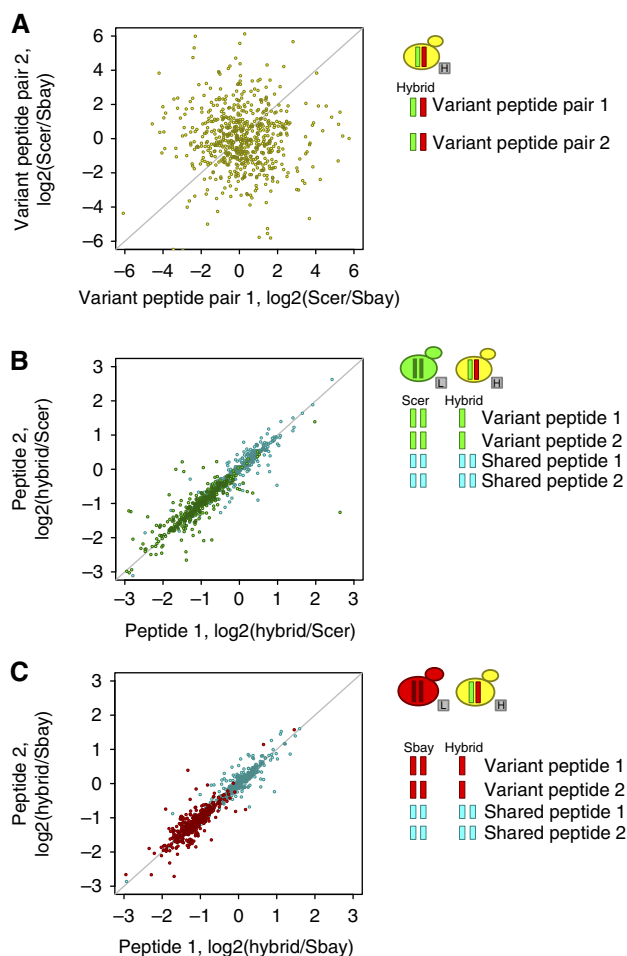 A
Variant peptide pair 2,
log2(Scer/Sbay)
6
4
2
0
−2
−4
−6
−6 −4 −2 0 2 4 6
Variant peptide pair 1, log2(Scer/Sbay)
H
Hybrid
Variant peptide pair 1
Variant peptide pair 2
B
Peptide 2,
log2(hybrid/Scer)
3
2
1
0
−1
−2
−3
−3 −2 −1 0 1 2 3
Peptide 1, log2(hybrid/Scer)
L H
Scer Hybrid
Variant peptide 1
Variant peptide 2
Shared peptide 1
Shared peptide 2
C
Peptide 2,
log2(hybrid/Sbay)
3
2
1
0
−1
−2
−3
−3 −2 −1 0 1 2 3
Peptide 1, log2(hybrid/Sbay)
L H
Sbay Hybrid
Variant peptide 1
Variant peptide 2
Shared peptide 1
Shared peptide 2